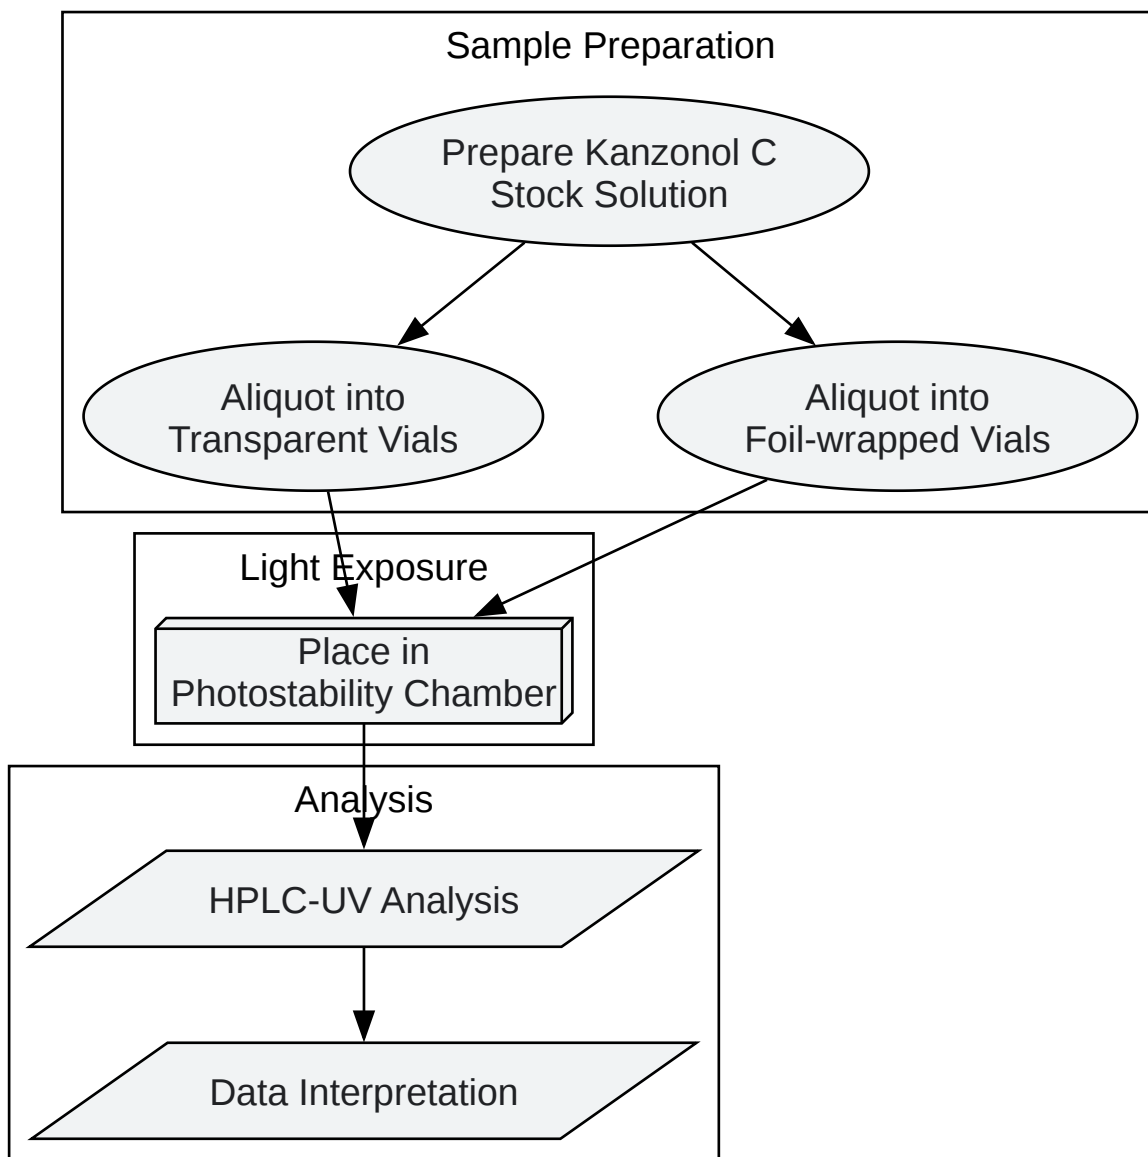 Sample Preparation
Prepare Kanzonol C
Stock Solution
Aliquot into
Transparent Vials
Aliquot into
Foil-wrapped Vials
Light Exposure
Place in
Photostability Chamber
Analysis
HPLC-UV Analysis
Data Interpretation